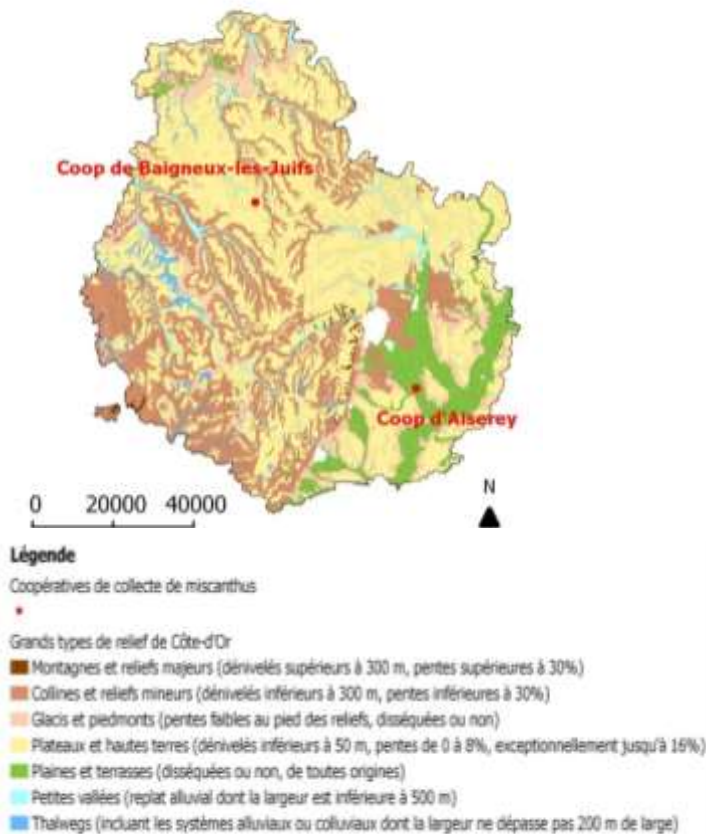 Coop de Baigneux-les-Juifs
Coop d'Aiserey
0 20000 40000
N
Légende
Coopératives de collecte de miscanthus
Grands types de relief de Côte-d'Or
Montagnes et reliefs majeurs (dénivelés supérieurs à 300 m, pentes supérieures à 30%)
Collines et reliefs mineurs (dénivelés inférieurs à 300 m, pentes inférieures à 30%)
Glacis et piedmonts (pentes faibles au pied des reliefs, disséquées ou non)
Plateaux et hautes terres (dénivelés inférieurs à 50 m, pentes de 0 à 8%, exceptionnellement jusqu'à 16%)
Plaines et terrasses (disséquées ou non, de toutes origines)
Petites vallées (replat alluvial dont la largeur est inférieure à 500 m)
Thalwegs (incluant les systèmes alluviaux ou colluviaux dont la largeur ne dépasse pas 200 m de large)